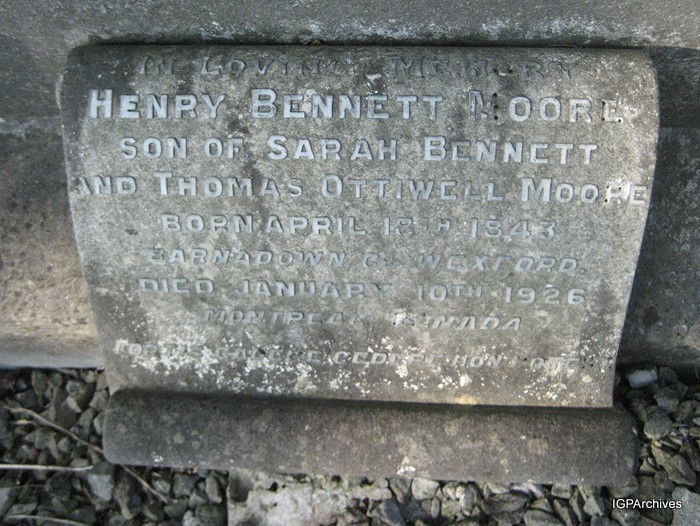 IN LOVING MEMORY
HENRY BENNETT MOORE
SON OF SARAH BENNETT
AND THOMAS OTTIWELL MOORE
BORN APRIL 1843
BARNADOWN CO WEXFORD.
DIED JANUARY 10TH 1926
MONTREAL CANADA
IGPArchives